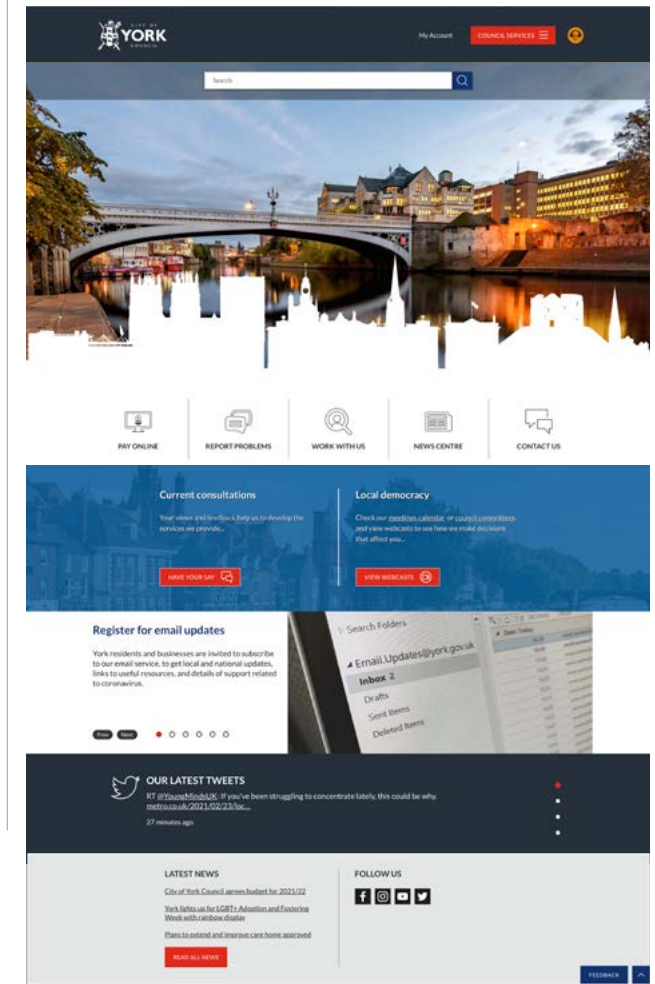 CITY OF
YORK
COUNCIL
My Account
COUNCIL SERVICES
Search
PAY ONLINE
REPORT PROBLEMS
WORK WITH US
NEWS CENTRE
CONTACT US
Current consultations
Your views and feedback help us to develop the
services we provide...
HAVE YOUR SAY
Local democracy
Check our meetings calendar or council committees,
and view webcasts to see how we make decisions
that affect you...
VIEW WEBCASTS
Register for email updates
York residents and businesses are invited to subscribe
to our email service, to get local and national updates,
links to useful resources, and details of support related
to coronavirus.
Prev Next
Search Folders
Email.Updates@york.gov.uk
Inbox 2
Drafts
Sent Items
Deleted Items
Date: Today
OUR LATEST TWEETS
RT @YoungMindsUK: If you've been struggling to concentrate lately, this could be why.
metro.co.uk/2021/02/23/loc...
27 minutes ago
LATEST NEWS
City of York Council agrees budget for 2021/22
York lights up for LGBT+ Adoption and Fostering
Week with rainbow display
Plans to extend and improve care home approved
READ ALL NEWS
FOLLOW US
FEEDBACK